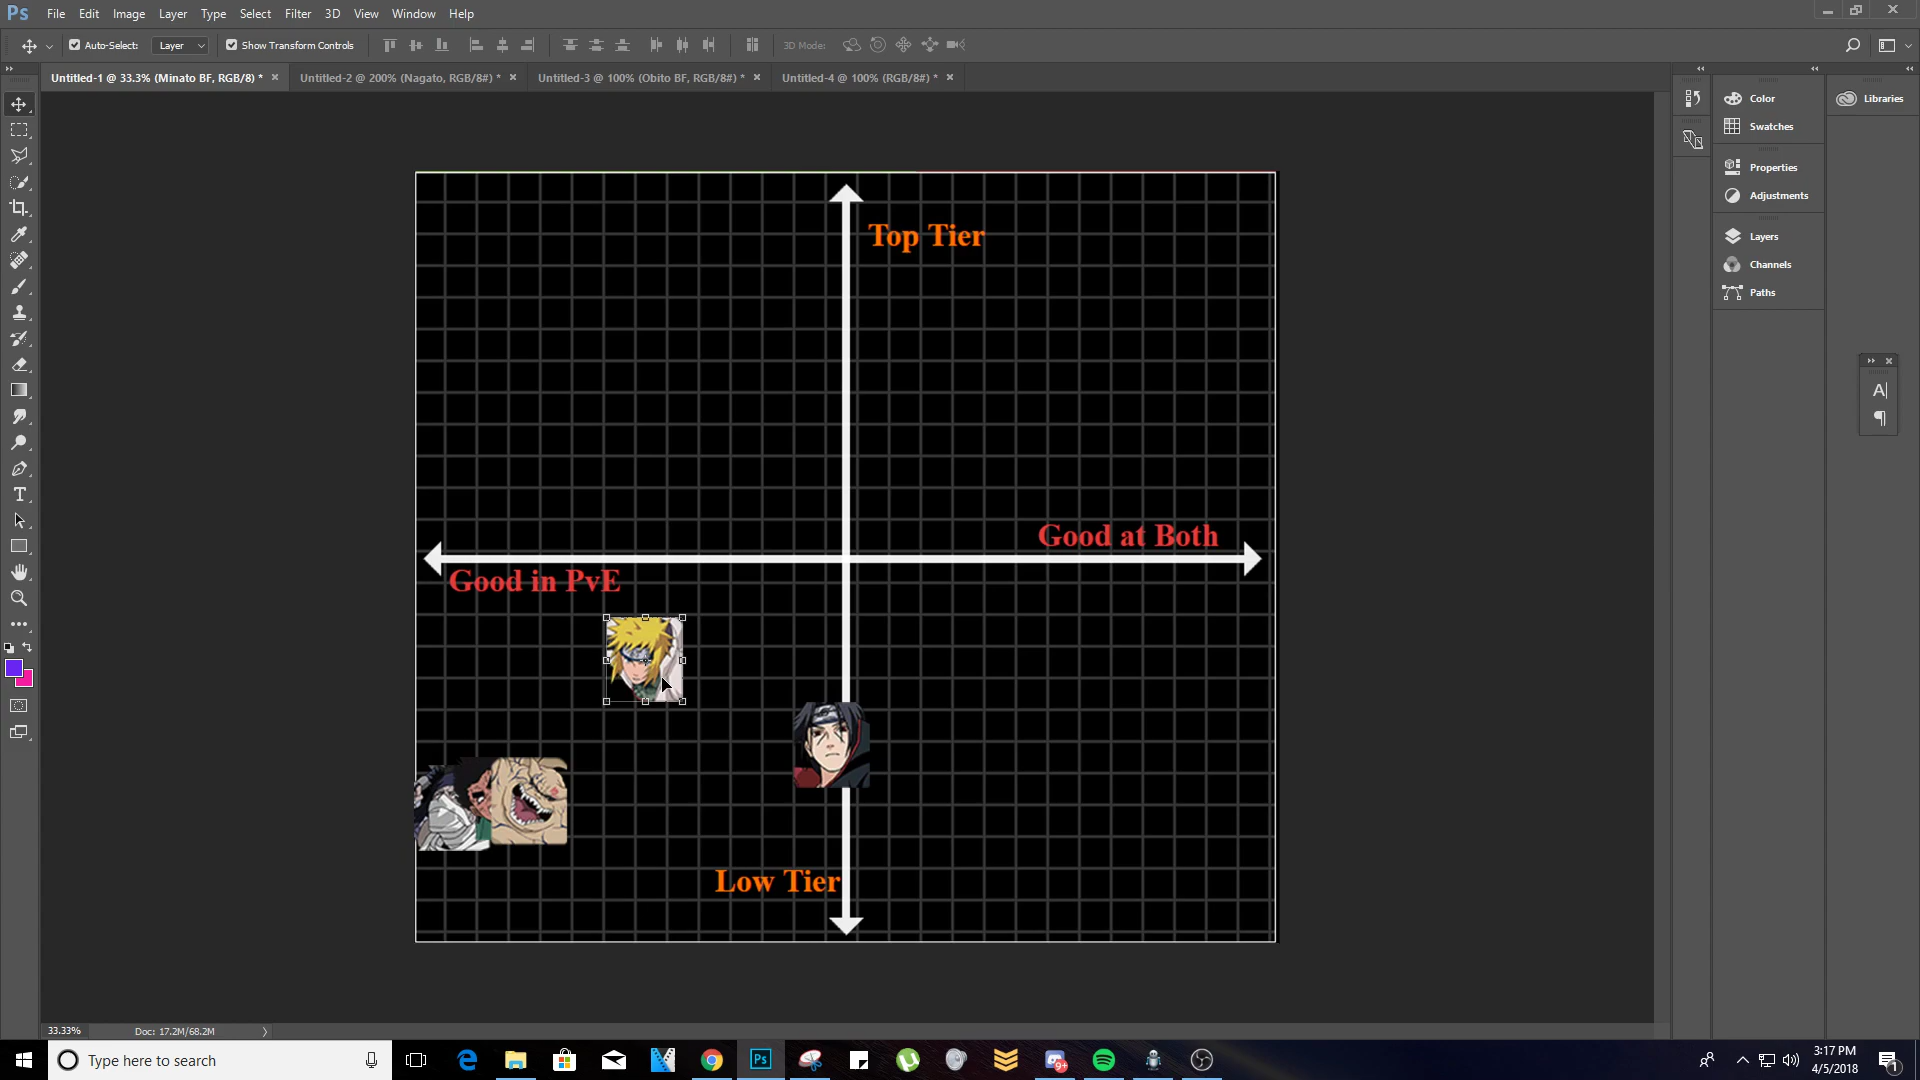 Ps File Edit Image Layer Type Select Filter 3D View Window Help
Auto-Select: Layer Show Transform Controls 3D Mode:
Untitled-1 @ 33.3% (Minato BF, RGB/8) * Untitled-2 @ 200% (Nagato, RGB/8#) * Untitled-3 @ 100% (Obito BF, RGB/8#) * Untitled-4 @ 100% (RGB/8#) *
Color
Swatches
Properties
Adjustments
Layers
Channels
Paths
Libraries
A
¶
T
Top Tier
Good at Both
Good in PvE
Low Tier
33.33% Doc: 17.2M/68.2M
Type here to search
Ps
9+
3:17 PM
4/5/2018
1